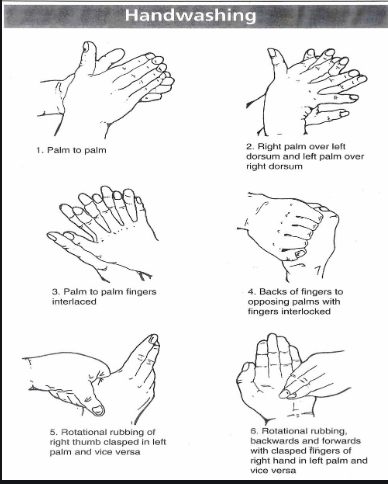 Handwashing
1. Palm to palm
2. Right palm over left
dorsum and left palm over
right dorsum
3. Palm to palm fingers
interlaced
4. Backs of fingers to
opposing palms with
fingers interlocked
5. Rotational rubbing of
right thumb clasped in left
palm and vice versa
6. Rotational rubbing,
backwards and forwards
with clasped fingers of
right hand in left palm and
vice versa